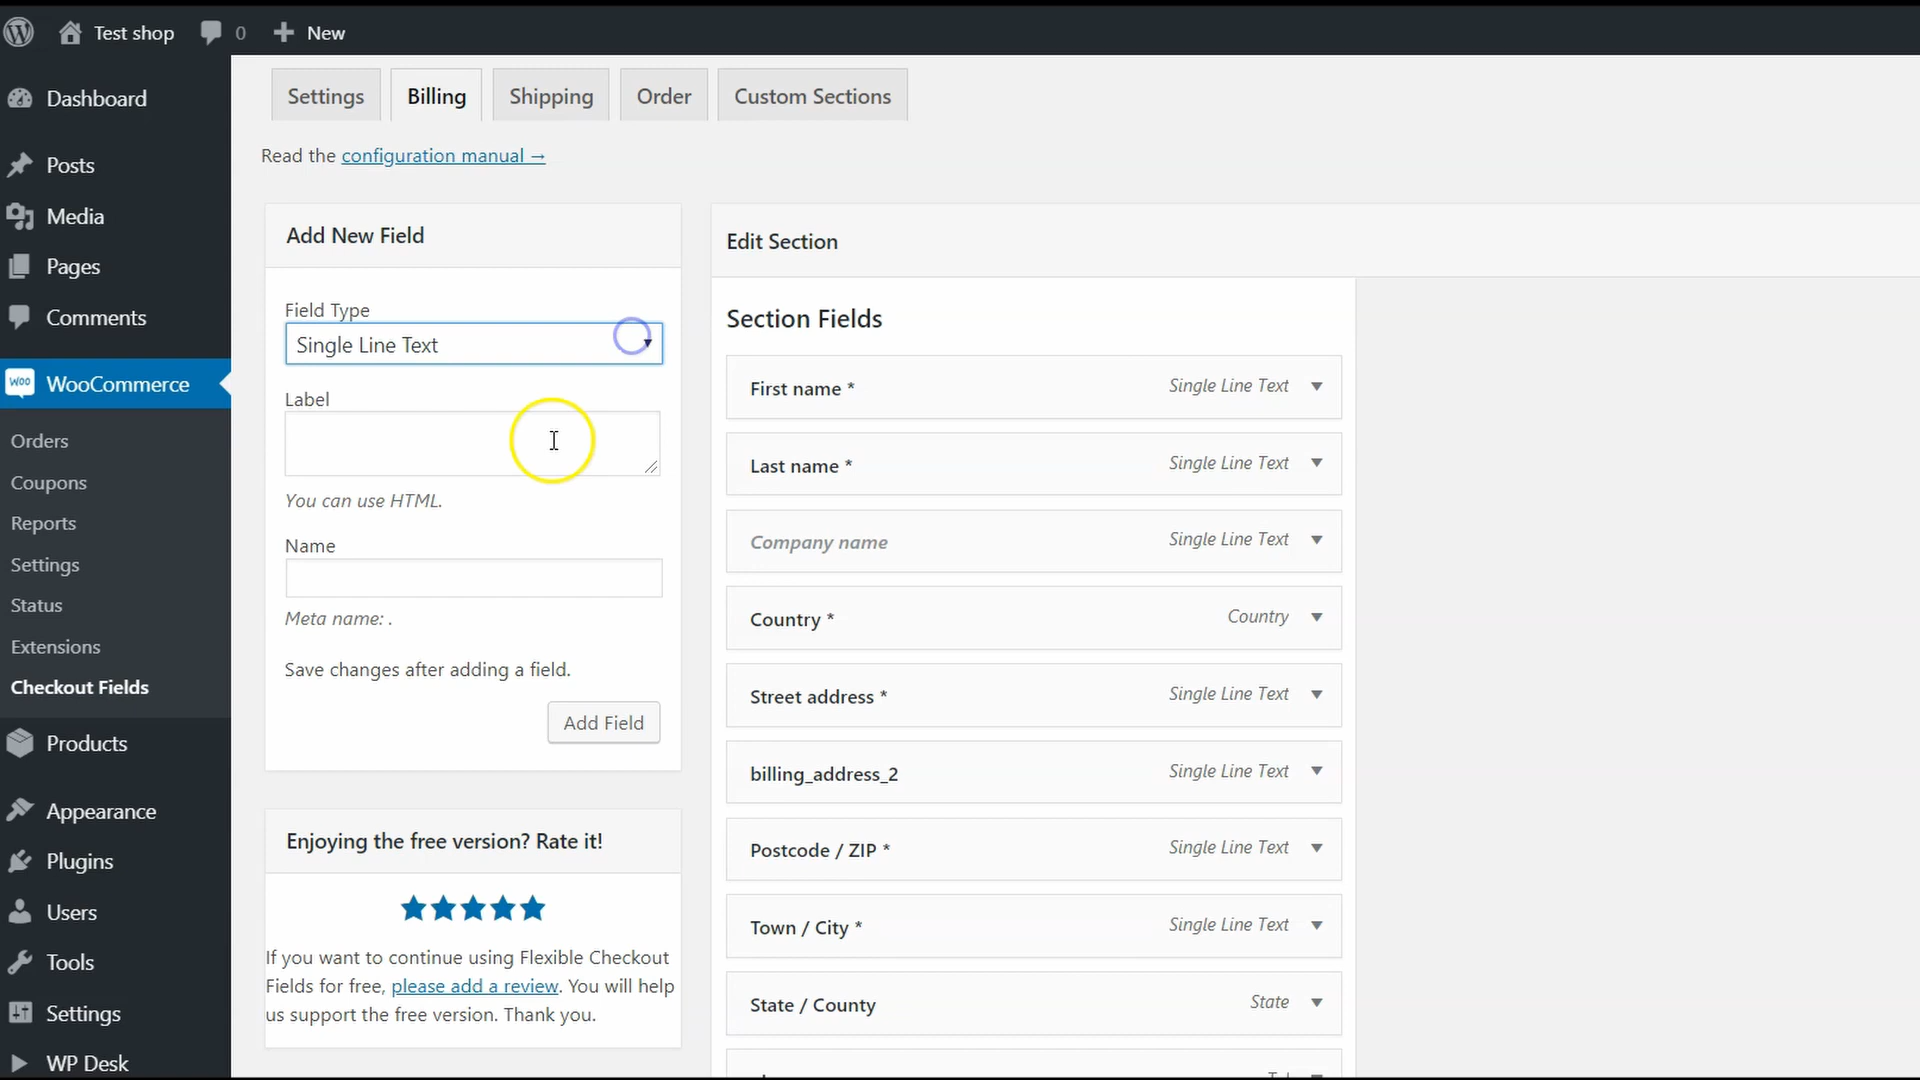 Test shop
0
New
Dashboard
Posts
Media
Pages
Comments
WOO
WooCommerce
Orders
Coupons
Reports
Settings
Status
Extensions
Checkout Fields
Products
Appearance
Plugins
Users
Tools
Settings
WP Desk
Settings
Billing
Shipping
Order
Custom Sections
Read the configuration manual →
Add New Field
Field Type
Single Line Text
Label
You can use HTML.
Name
Meta name: .
Save changes after adding a field.
Add Field
Enjoying the free version? Rate it!
If you want to continue using Flexible Checkout
Fields for free, please add a review. You will help
us support the free version. Thank you.
Edit Section
Section Fields
First name * Single Line Text
Last name * Single Line Text
Company name Single Line Text
Country * Country
Street address * Single Line Text
billing_address_2 Single Line Text
Postcode / ZIP * Single Line Text
Town / City * Single Line Text
State / County State